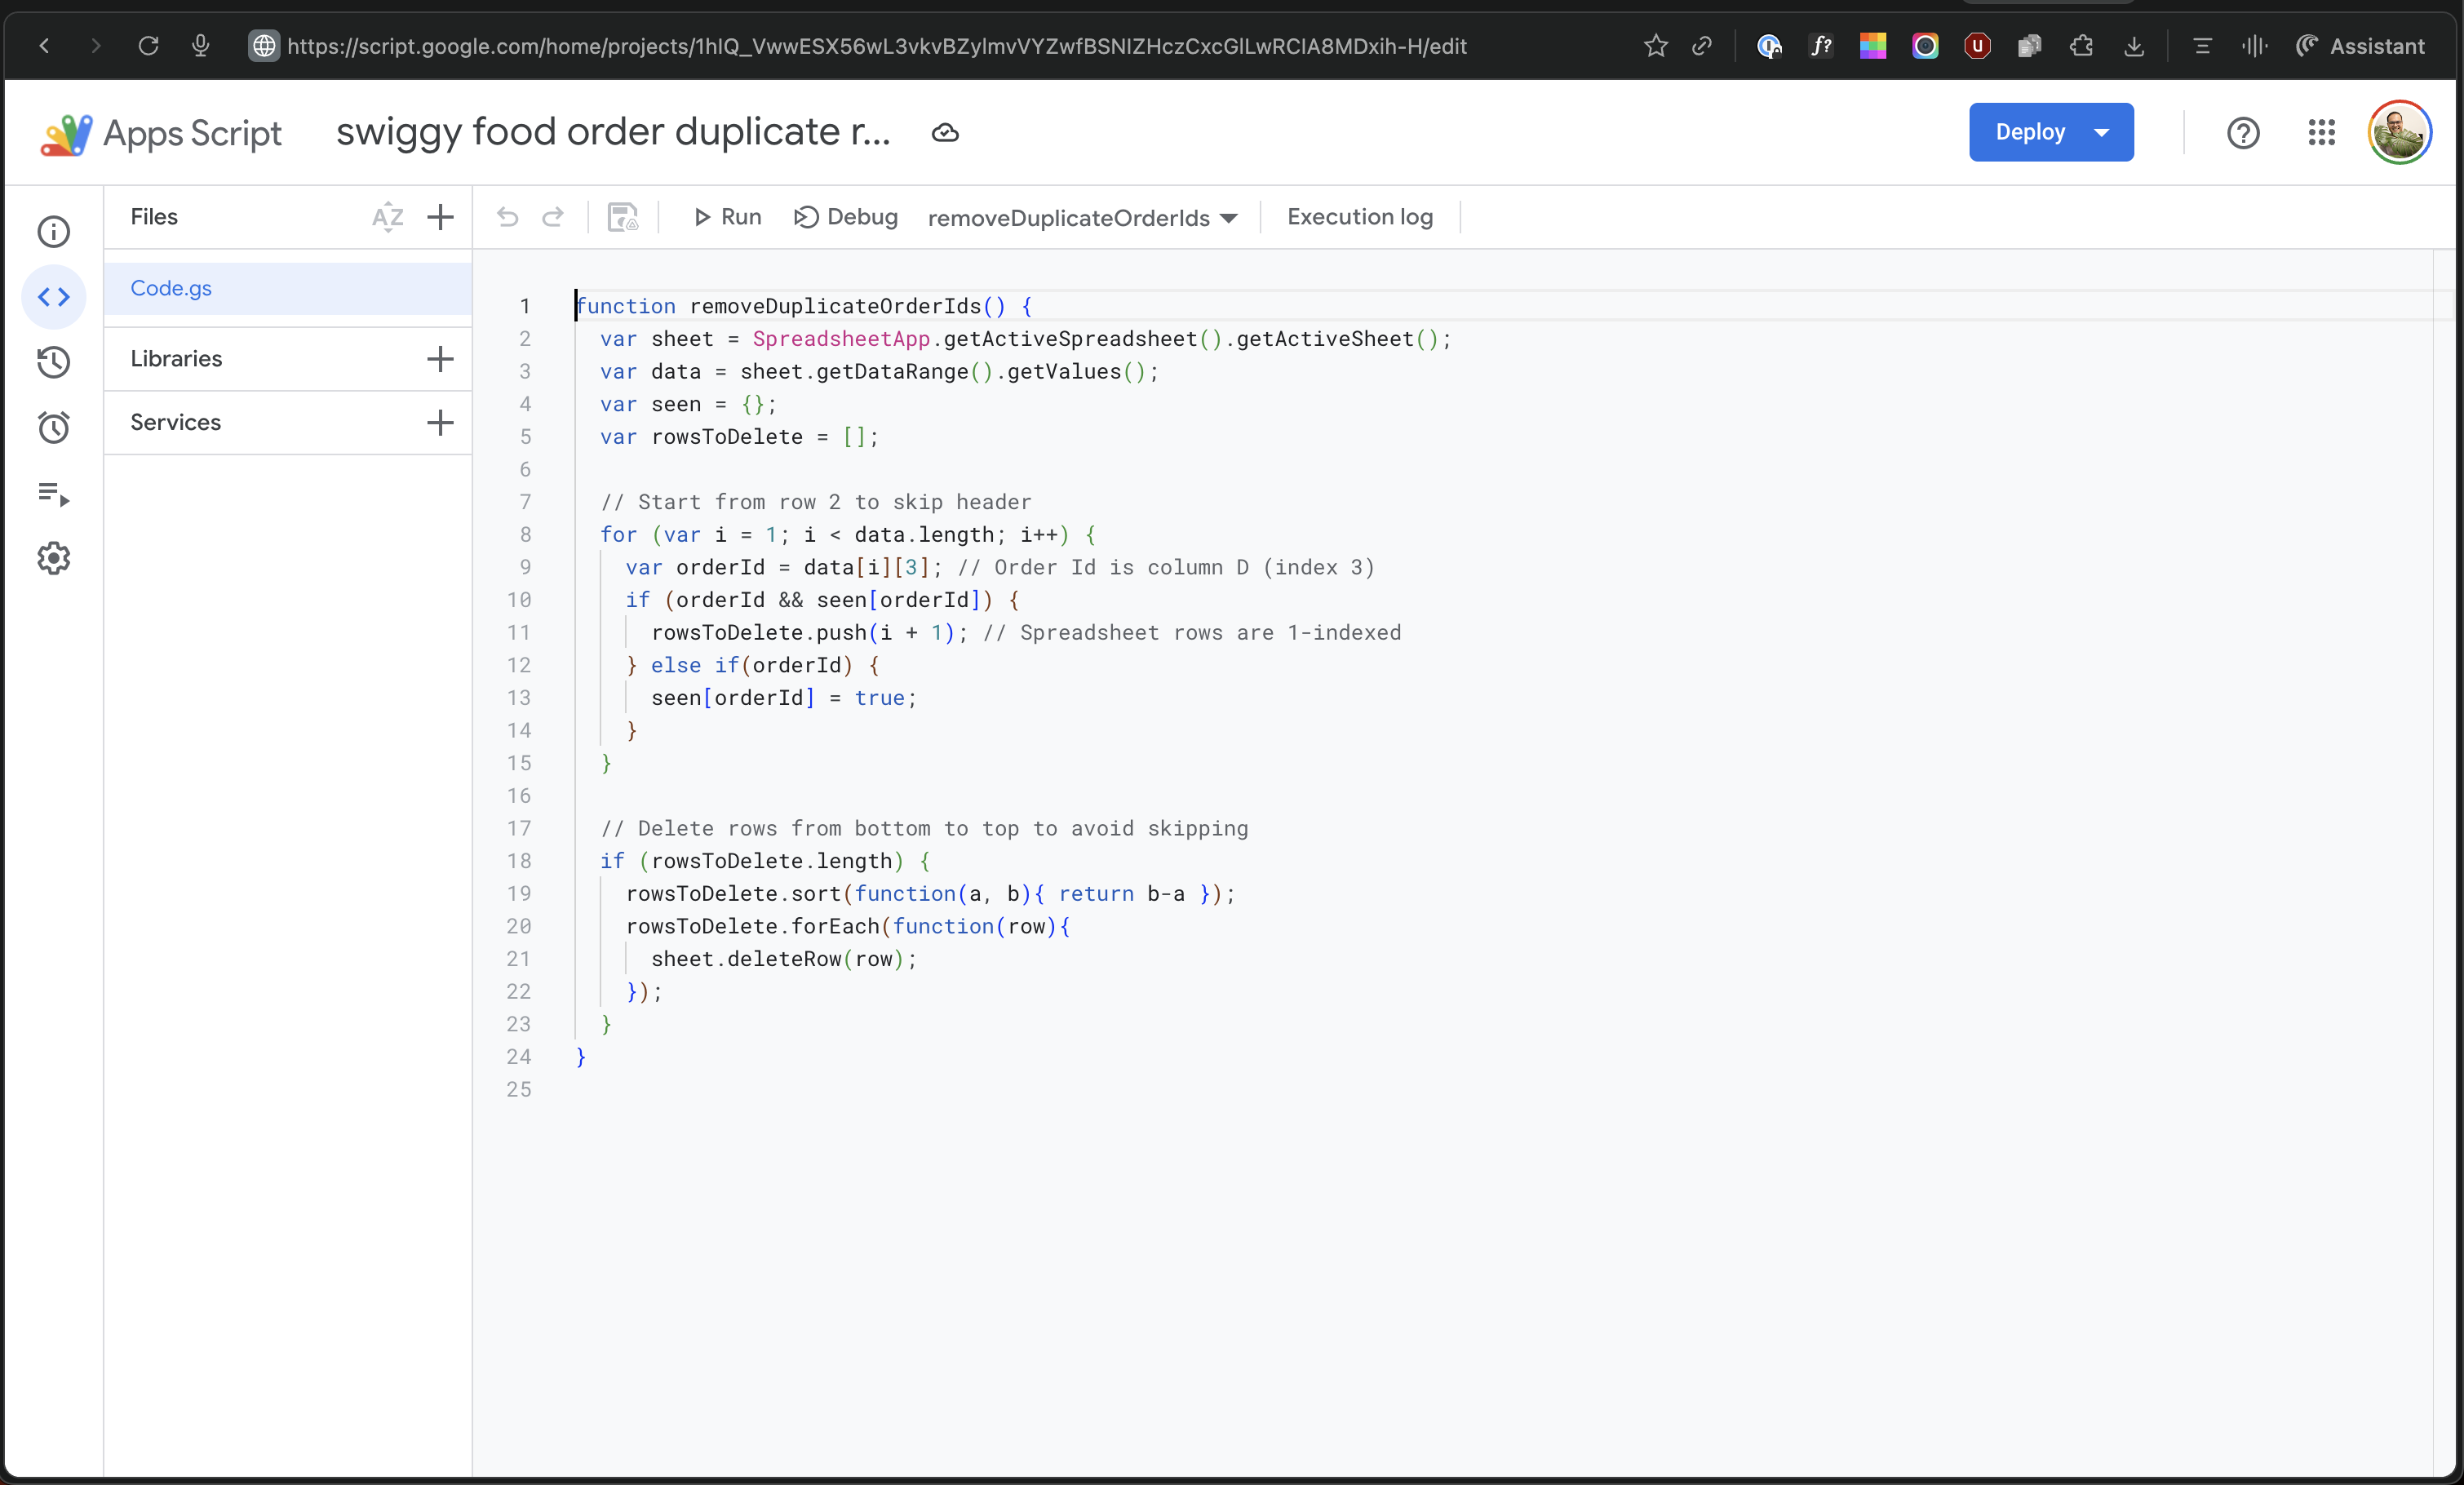 https://script.google.com/home/projects/1hIQ_VwwESX56wL3vkvBZylmvVYZwfBSNIZHczCxcGlLwRCIA8MDxih-H/edit
Assistant
Apps Script
swiggy food order duplicate r...
Deploy
Files
AZ
Run
Debug
removeDuplicateOrderIds
Execution log
Code.gs
Libraries
Services
1 function removeDuplicateOrderIds() {
2 var sheet = SpreadsheetApp.getActiveSpreadsheet().getActiveSheet();
3 var data = sheet.getDataRange().getValues();
4 var seen = {};
5 var rowsToDelete = [];
6
7 // Start from row 2 to skip header
8 for (var i = 1; i < data.length; i++) {
9 var orderId = data[i][3]; // Order Id is column D (index 3)
10 if (orderId && seen[orderId]) {
11 rowsToDelete.push(i + 1); // Spreadsheet rows are 1-indexed
12 } else if(orderId) {
13 seen[orderId] = true;
14 }
15 }
16
17 // Delete rows from bottom to top to avoid skipping
18 if (rowsToDelete.length) {
19 rowsToDelete.sort(function(a, b){ return b-a });
20 rowsToDelete.forEach(function(row){
21 sheet.deleteRow(row);
22 });
23 }
24 }
25